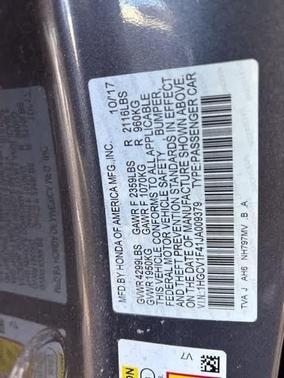 MFD. BY HONDA OF AMERICA MFG., INC. 10/17
GVWR 4299LBS GAWR F 2359LBS R 2116LBS
GVWR 1950KG GAWR F 1070KG R 960KG
THIS VEHICLE CONFORMS TO ALL APPLICABLE
FEDERAL MOTOR VEHICLE SAFETY, BUMPER,
AND THEFT PREVENTION STANDARDS IN EFFECT
ON THE DATE OF MANUFACTURE SHOWN ABOVE.
V.I.N:1HGCV1F41JA009379 TYPE:PASSENGER CAR
TVA J AH6 NH797MV B A
V7